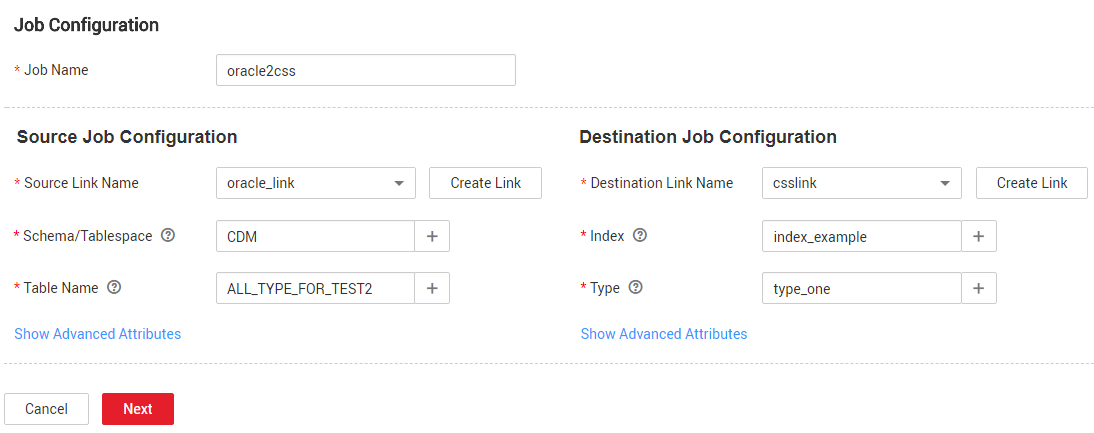 Job Configuration
* Job Name oracle2css
Source Job Configuration
* Source Link Name oracle_link Create Link
* Schema/Tablespace ? CDM +
* Table Name ? ALL_TYPE_FOR_TEST2 +
Show Advanced Attributes
Destination Job Configuration
* Destination Link Name csslink Create Link
* Index ? index_example +
* Type ? type_one +
Show Advanced Attributes
Cancel Next